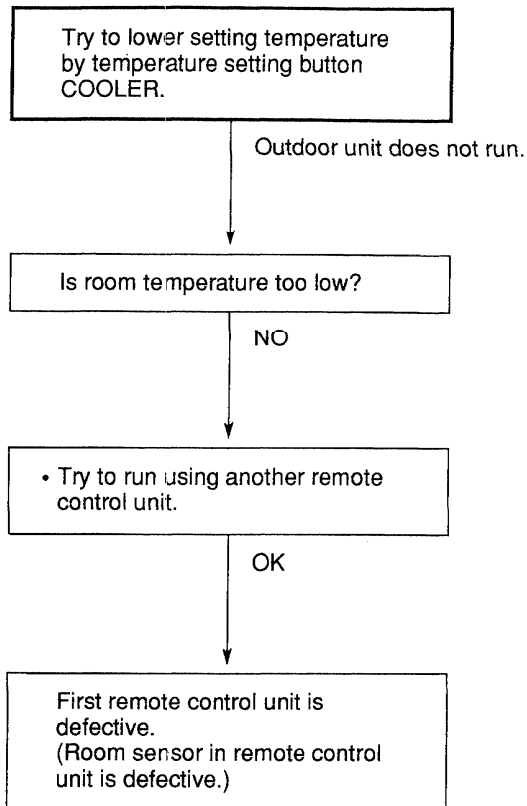 Try to lower setting temperature
by temperature setting button
COOLER.
Outdoor unit does not run.
Is room temperature too low?
NO
• Try to run using another remote
control unit.
OK
First remote control unit is
defective.
(Room sensor in remote control
unit is defective.)